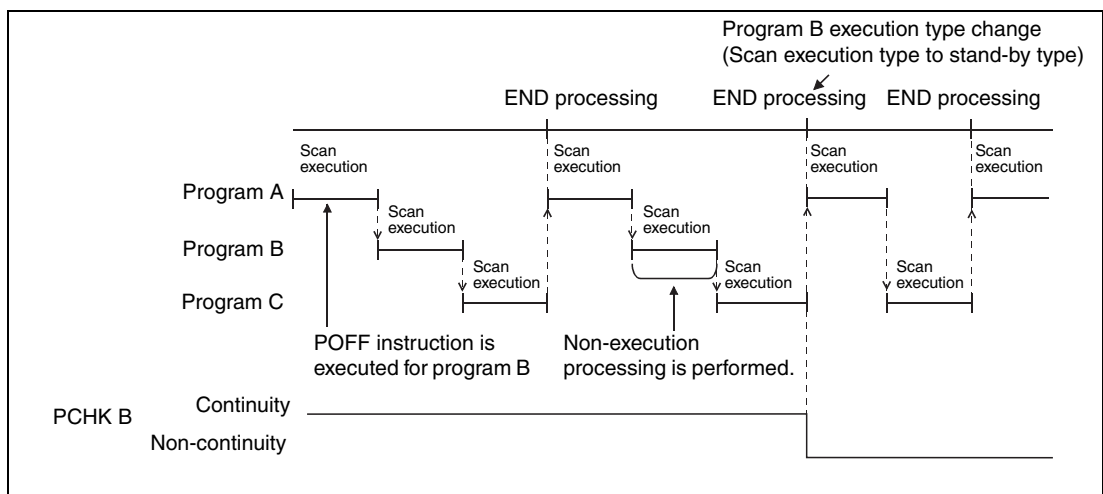 Program B execution type change
(Scan execution type to stand-by type)
END processing
END processing
END processing
Scan
execution
Scan
execution
Scan
execution
Scan
execution
Program A
Scan
execution
Scan
execution
Program B
Scan
execution
Scan
execution
Scan
execution
Program C
POFF instruction is
executed for program B
Non-execution
processing is performed.
PCHK B
Continuity
Non-continuity